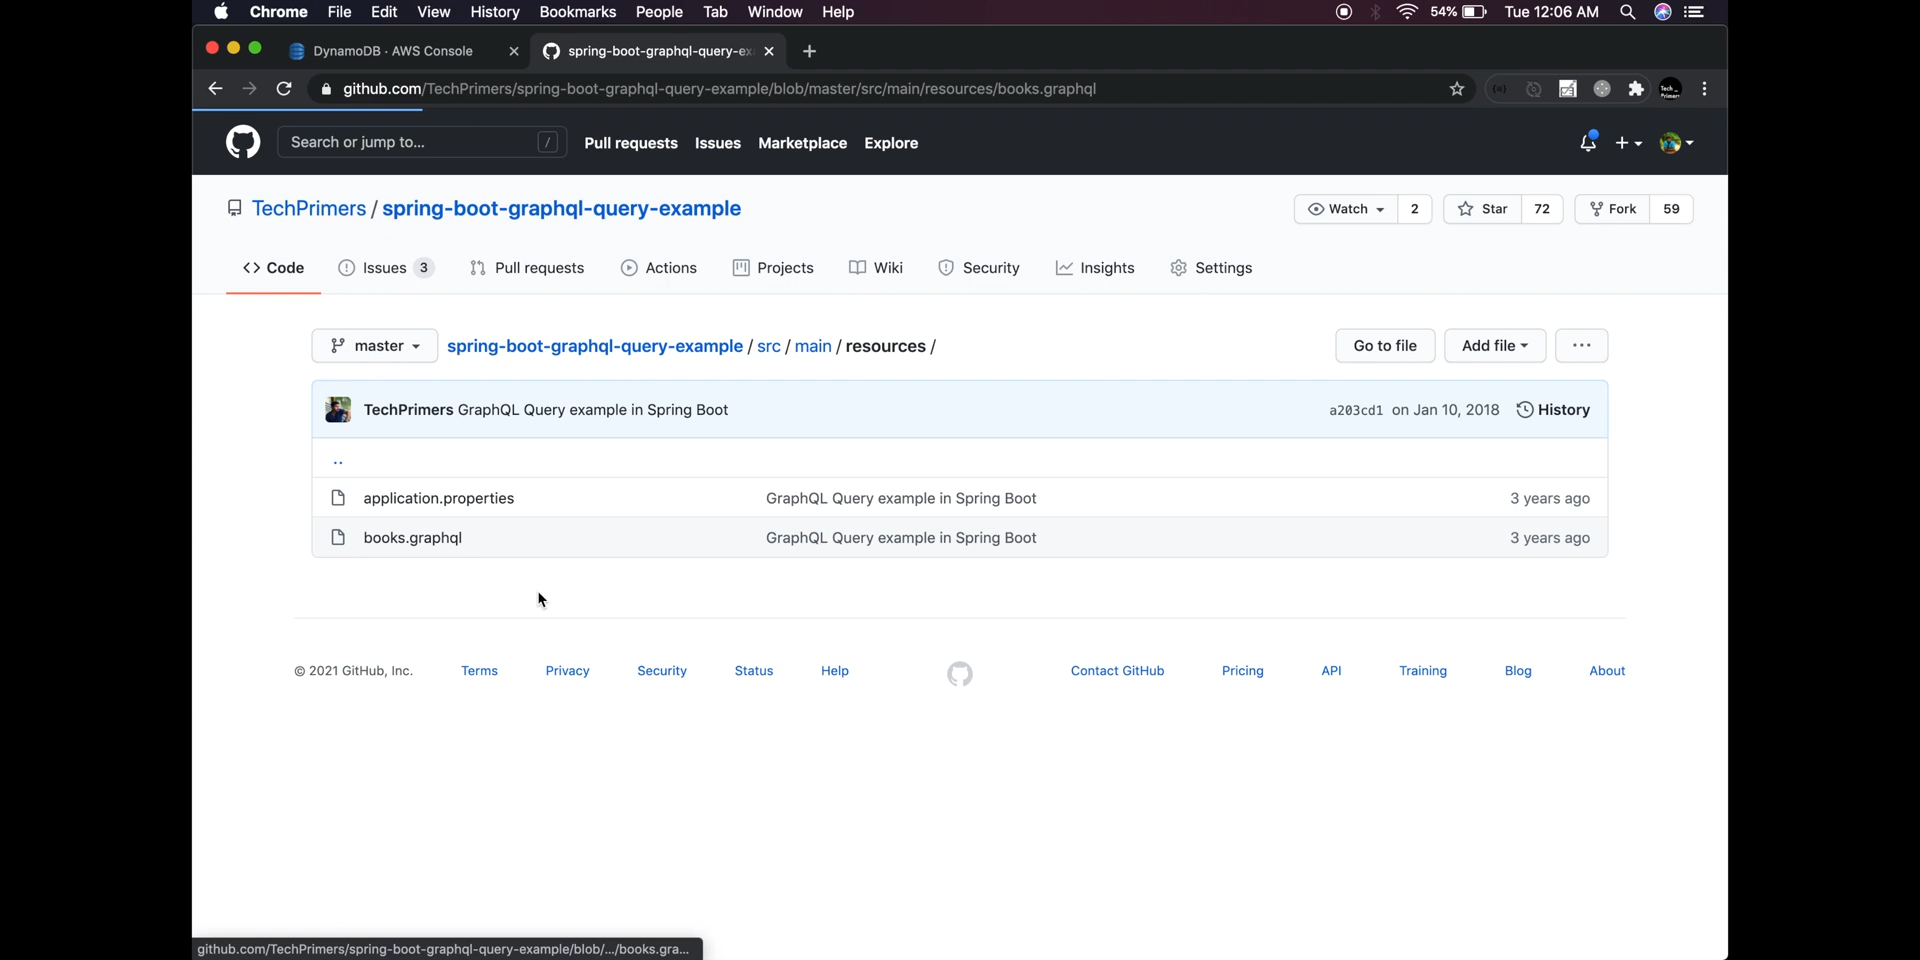 Chrome File Edit View History Bookmarks People Tab Window Help 54% Tue 12:06 AM
DynamoDB · AWS Console spring-boot-graphql-query-ex
github.com/TechPrimers/spring-boot-graphql-query-example/blob/master/src/main/resources/books.graphql
Search or jump to... / Pull requests Issues Marketplace Explore
TechPrimers / spring-boot-graphql-query-example Watch 2 Star 72 Fork 59
Code Issues 3 Pull requests Actions Projects Wiki Security Insights Settings
master spring-boot-graphql-query-example / src / main / resources / Go to file Add file ...
TechPrimers GraphQL Query example in Spring Boot a203cd1 on Jan 10, 2018 History
..
application.properties GraphQL Query example in Spring Boot 3 years ago
books.graphql GraphQL Query example in Spring Boot 3 years ago
© 2021 GitHub, Inc. Terms Privacy Security Status Help Contact GitHub Pricing API Training Blog About
github.com/TechPrimers/spring-boot-graphql-query-example/blob/.../books.gra...